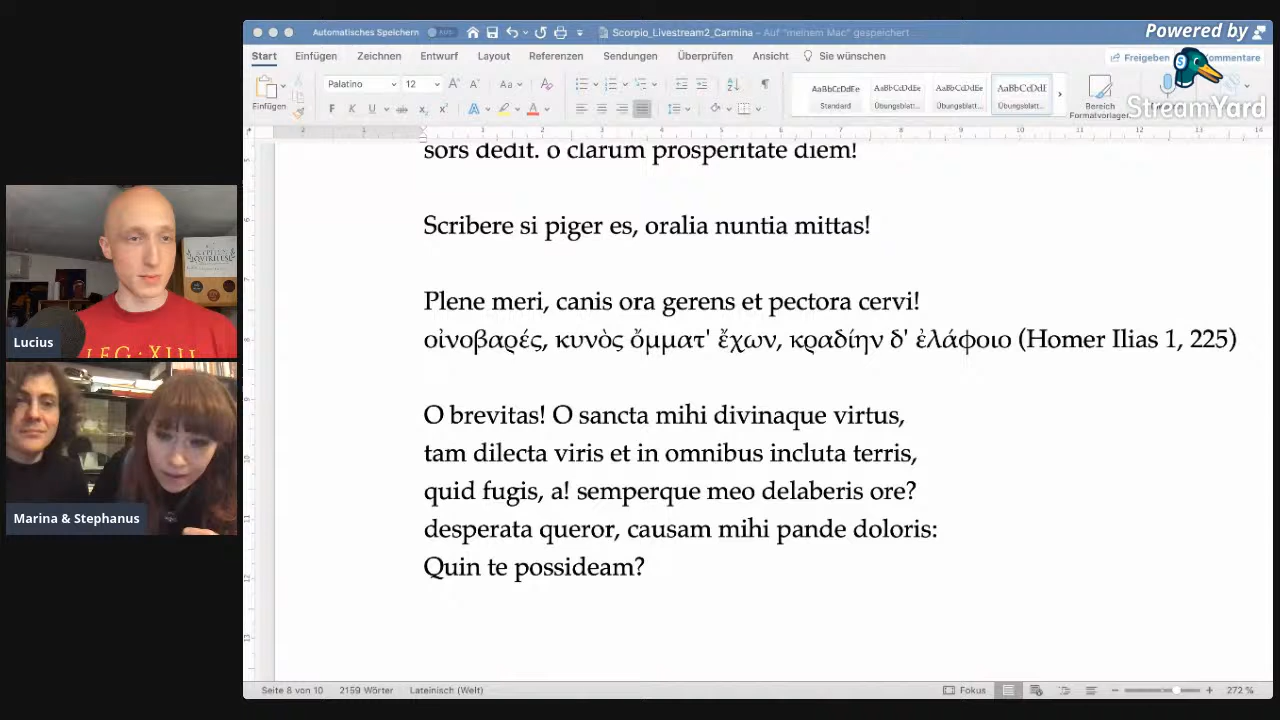 Automatisches Speichern
Scorpio_Livestream2_Carmina – Auf "meinem Mac" gespeichert
Powered by
StreamYard
Start Einfügen Zeichnen Entwurf Layout Referenzen Sendungen Überprüfen Ansicht Sie wünschen
Freigeben Kommentare
Einfügen
Palatino 12
AaBbCcDdEe AaBbCcDdEe AaBbCcDdEe AaBbCcDdE
Standard Übungsblatt... Übungsblatt... Übungsblatt...
Bereich
Formatvorlagen
sors dedit. o clarum prosperitate diem!
Scribere si piger es, oralia nuntia mittas!
Plene meri, canis ora gerens et pectora cervi!
οἰνοβαρές, κυνὸς ὄμματ' ἔχων, κραδίην δ' ἐλάφοιο (Homer Ilias 1, 225)
O brevitas! O sancta mihi divinaque virtus,
tam dilecta viris et in omnibus incluta terris,
quid fugis, a! semperque meo delaberis ore?
desperata queror, causam mihi pande doloris:
Quin te possideam?
Seite 8 von 10 2159 Wörter Lateinisch (Welt) Fokus 272 %
Lucius
LEG·XIII
Marina & Stephanus